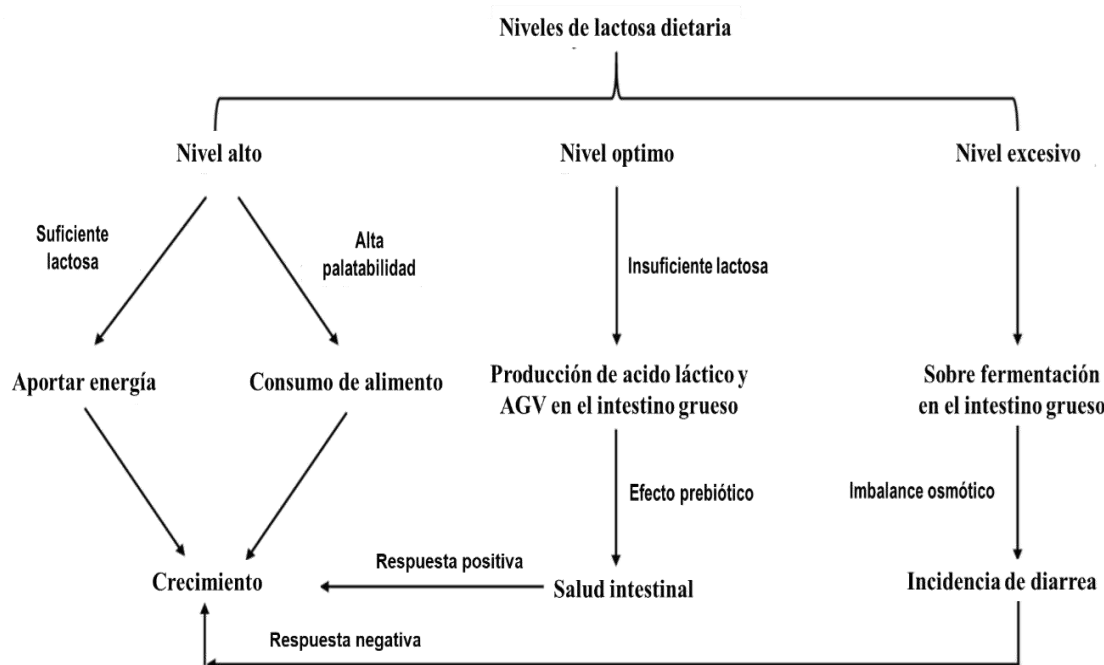 Niveles de lactosa dietaria
Nivel alto
Nivel optimo
Nivel excesivo
Suficiente
lactosa
Alta
palatabilidad
Insuficiente lactosa
Aportar energía
Consumo de alimento
Producción de acido láctico y
AGV en el intestino grueso
Sobre fermentación
en el intestino grueso
Efecto prebiótico
Imbalance osmótico
Respuesta positiva
Crecimiento
Salud intestinal
Incidencia de diarrea
Respuesta negativa